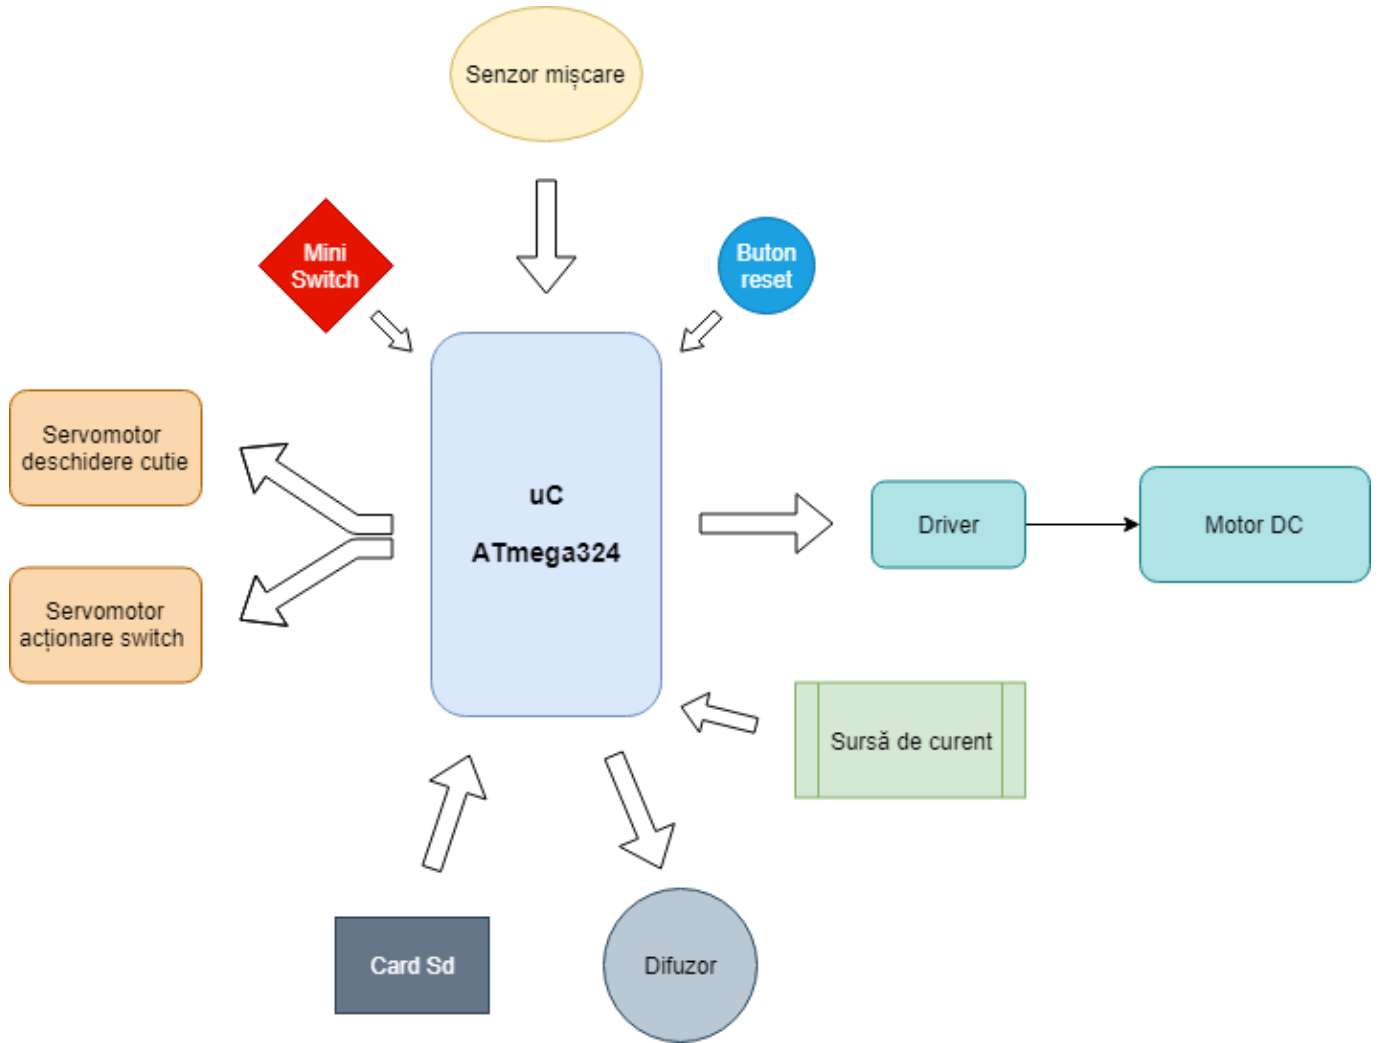 Senzor mișcare
Mini
Switch
Buton
reset
Servomotor
deschidere cutie
uC
ATmega324
Driver
Motor DC
Servomotor
acționare switch
Sursă de curent
Card Sd
Difuzor